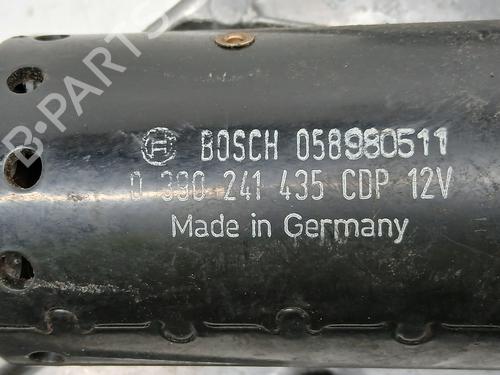 B-PARTS
BOSCH 058980511
0 390 241 435 CDP 12V
Made in Germany